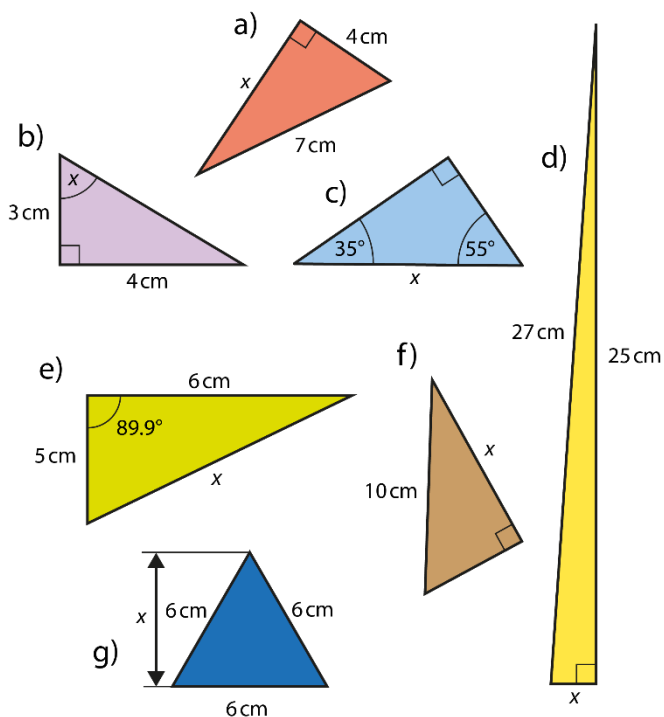 a)
4 cm
x
7 cm
b)
x
3 cm
4 cm
c)
35°
55°
x
d)
27 cm
25 cm
x
e)
6 cm
89.9°
5 cm
x
f)
x
10 cm
g)
x
6 cm
6 cm
6 cm